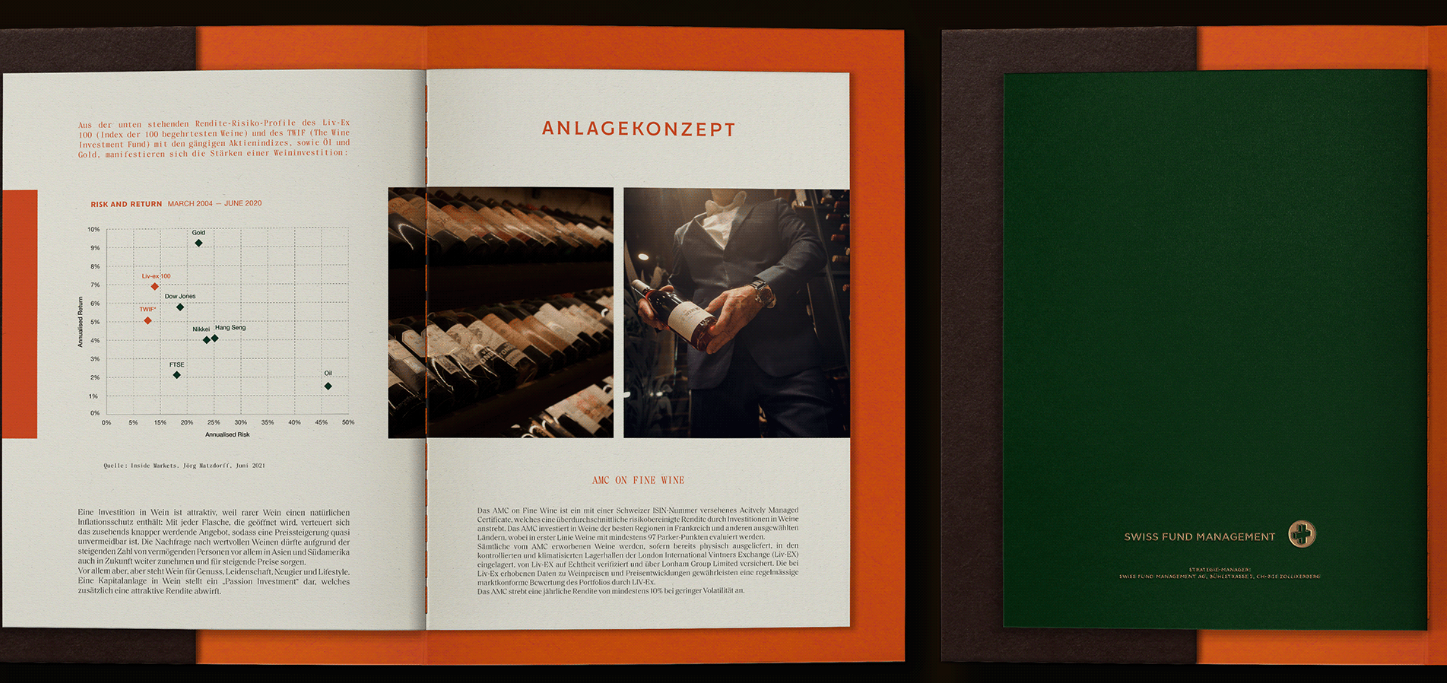 Aus der unten stehenden Rendite-Risiko-Profile des Liv-Ex
100 (Index der 100 begehrtesten Weine) und des TWIF (The Wine
Investment Fund) mit den gängigen Aktienindizes, sowie Öl und
Gold, manifestieren sich die Stärken einer Weininvestition:
RISK AND RETURN MARCH 2004 — JUNE 2020
Annualised Return
10%
9%
8%
7%
6%
5%
4%
3%
2%
1%
0%
Gold
Liv-ex 100
Dow Jones
TWIF*
Nikkei
Hang Seng
FTSE
Oil
0% 5% 15% 20% 25% 30% 40% 45% 50%
Annualised Risk
Quelle: Inside Markets, Jörg Matzdorff, Juni 2021
Eine Investition in Wein ist attraktiv, weil rarer Wein einen natürlichen
Inflationsschutz enthält: Mit jeder Flasche, die geöffnet wird, verteuert sich
das zusehends knapper werdende Angebot, sodass eine Preissteigerung quasi
unvermeidbar ist. Die Nachfrage nach wertvollen Weinen dürfte aufgrund der
steigenden Zahl von vermögenden Personen vor allem in Asien und Südamerika
auch in Zukunft weiter zunehmen und für steigende Preise sorgen.
Vor allem aber, aber steht Wein für Genuss, Leidenschaft, Neugier und Lifestyle.
Eine Kapitalanlage in Wein stellt ein „Passion Investment“ dar, welches
zusätzlich eine attraktive Rendite abwirft.
ANLAGEKONZEPT
AMC ON FINE WINE
Das AMC on Fine Wine ist ein mit einer Schweizer ISIN-Nummer versehenes Acitvely Managed
Certificate, welches eine überdurchschnittliche risikobereinigte Rendite durch Investitionen in Weine
anstrebt. Das AMC investiert in Weine der besten Regionen in Frankreich und anderen ausgewählten
Ländern, wobei in erster Linie Weine mit mindestens 97 Parker-Punkten evaluiert werden.
Sämtliche vom AMC erworbenen Weine werden, sofern bereits physisch ausgeliefert, in den
kontrollierten und klimatisierten Lagerhallen der London International Vintners Exchange (Liv-EX)
eingelagert, von Liv-EX auf Echtheit verifiziert und über Lonham Group Limited versichert. Die bei
Liv-Ex erhobenen Daten zu Weinpreisen und Preisentwicklungen gewährleisten eine regelmässige
marktkonforme Bewertung des Portfolios durch LIV-Ex.
Das AMC strebt eine jährliche Rendite von mindestens 10% bei geringer Volatilität an.
SWISS FUND MANAGEMENT
STRATEGIE-MANAGER:
SWISS FUND MANAGEMENT AG,